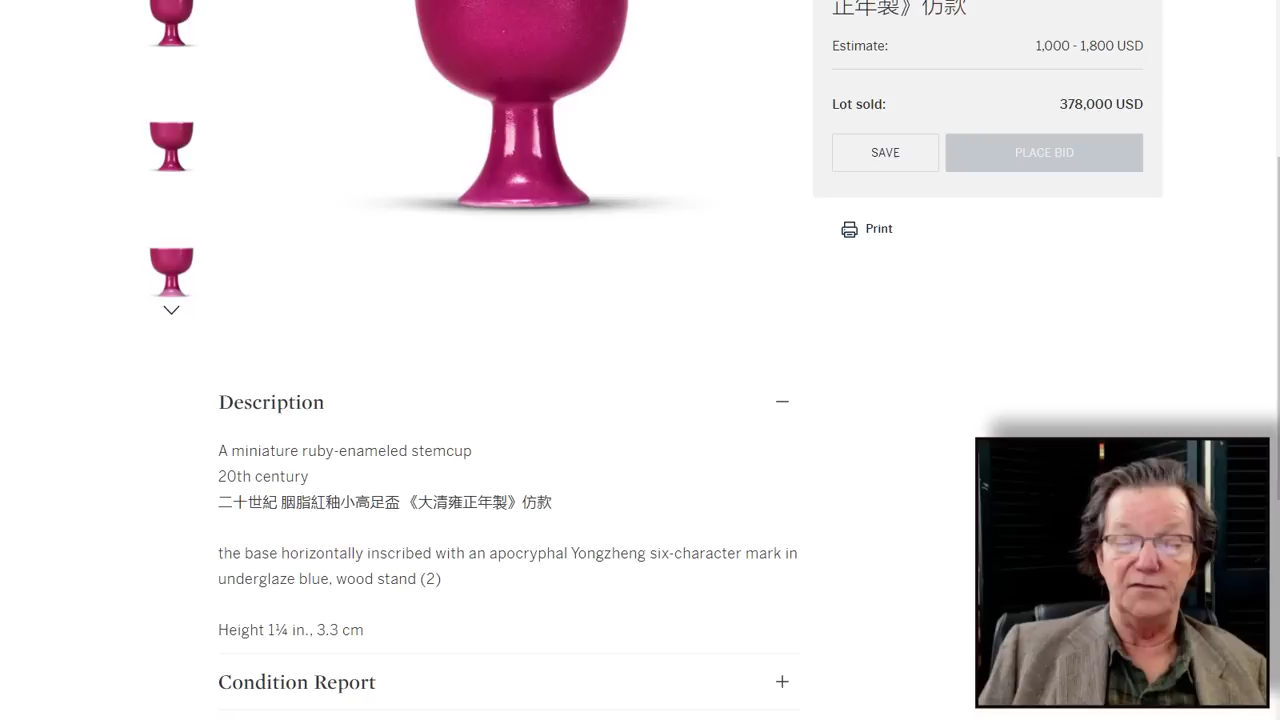 正年製》仿款
Estimate:
1,000 - 1,800 USD
Lot sold:
378,000 USD
SAVE
PLACE BID
Print
Description
A miniature ruby-enameled stemcup
20th century
二十世紀 胭脂紅釉小高足盃 《大清雍正年製》仿款
the base horizontally inscribed with an apocryphal Yongzheng six-character mark in
underglaze blue, wood stand (2)
Height 1¼ in., 3.3 cm
Condition Report